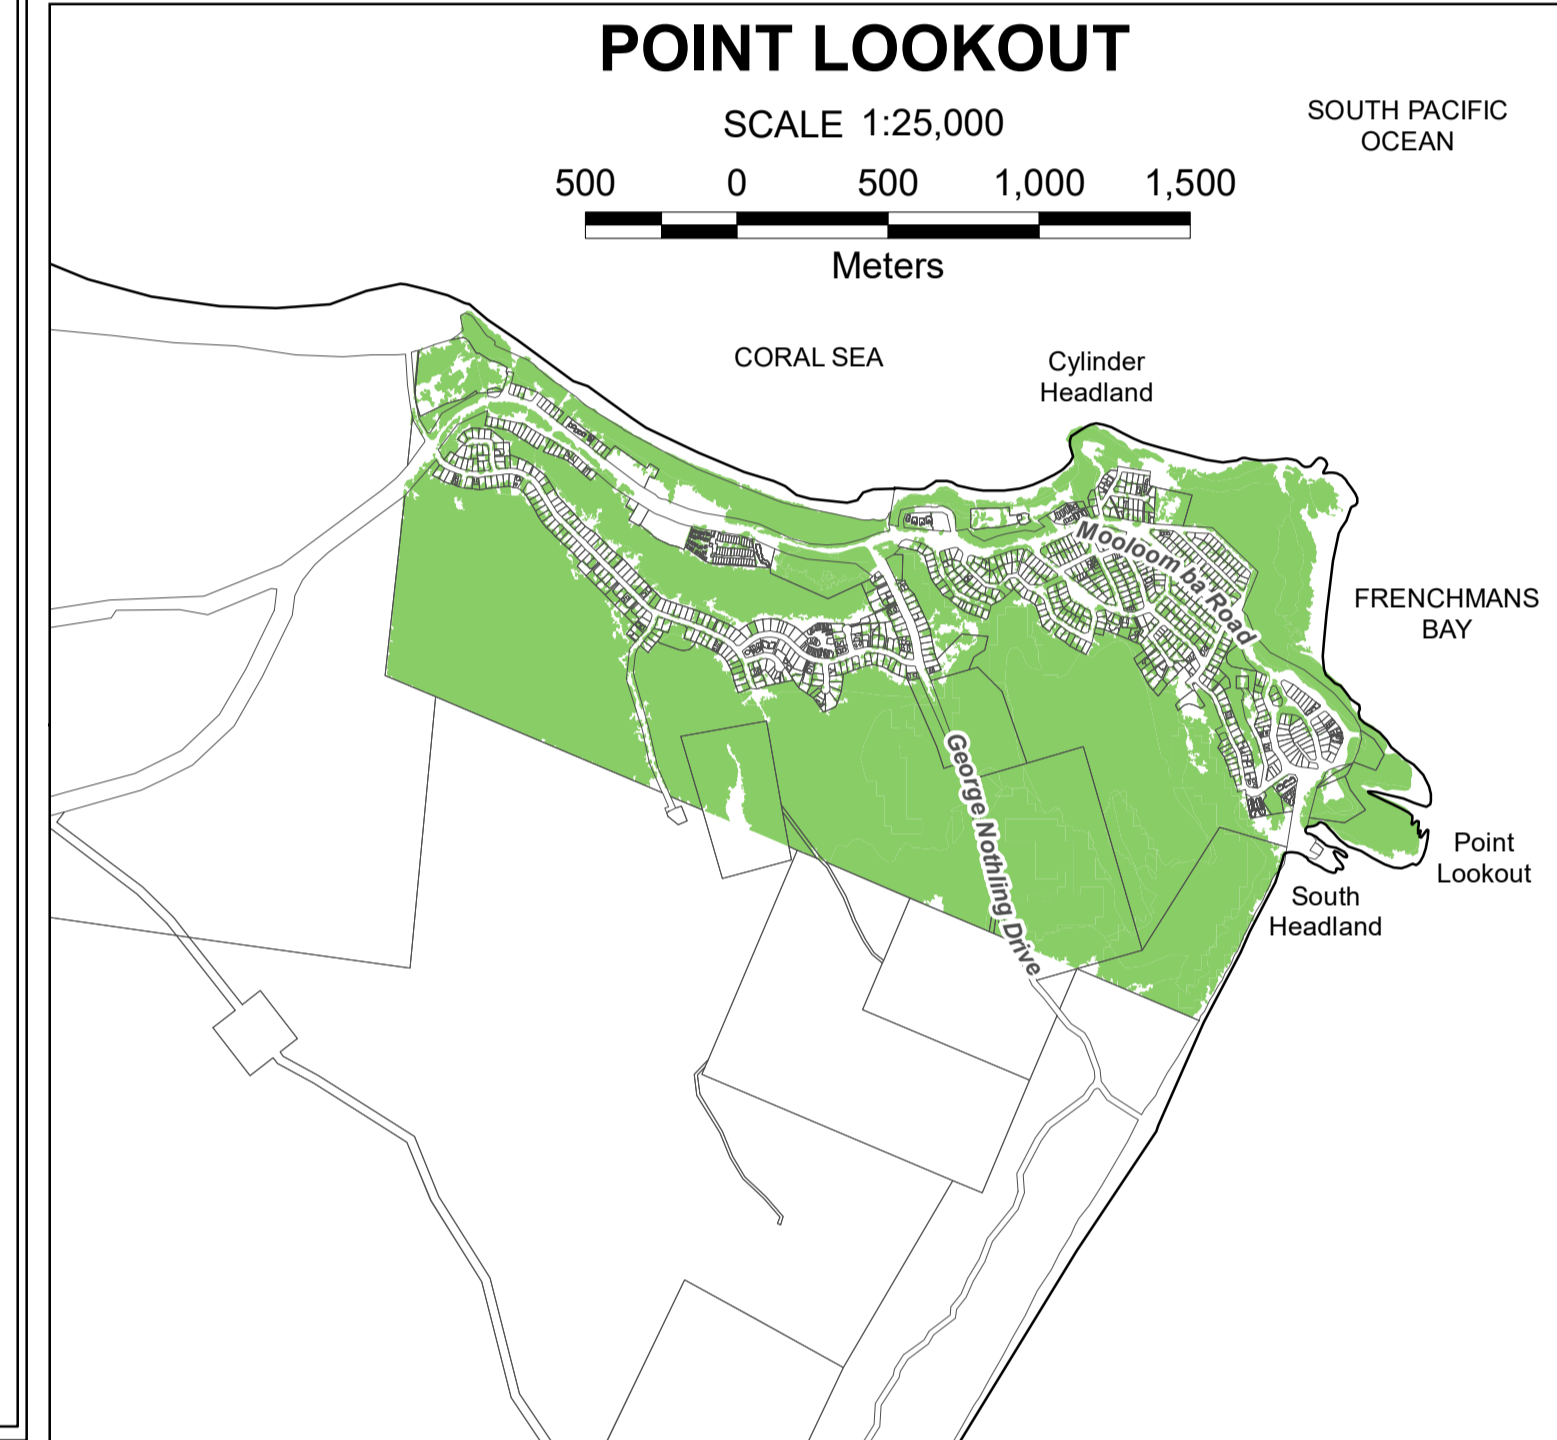 POINT LOOKOUT
SCALE 1:25,000
SOUTH PACIFIC
OCEAN
500 0 500 1,000 1,500
Meters
CORAL SEA
Cylinder
Headland
Mooloom ba Road
FRENCHMANS
BAY
George Nothling Drive
Point
Lookout
South
Headland